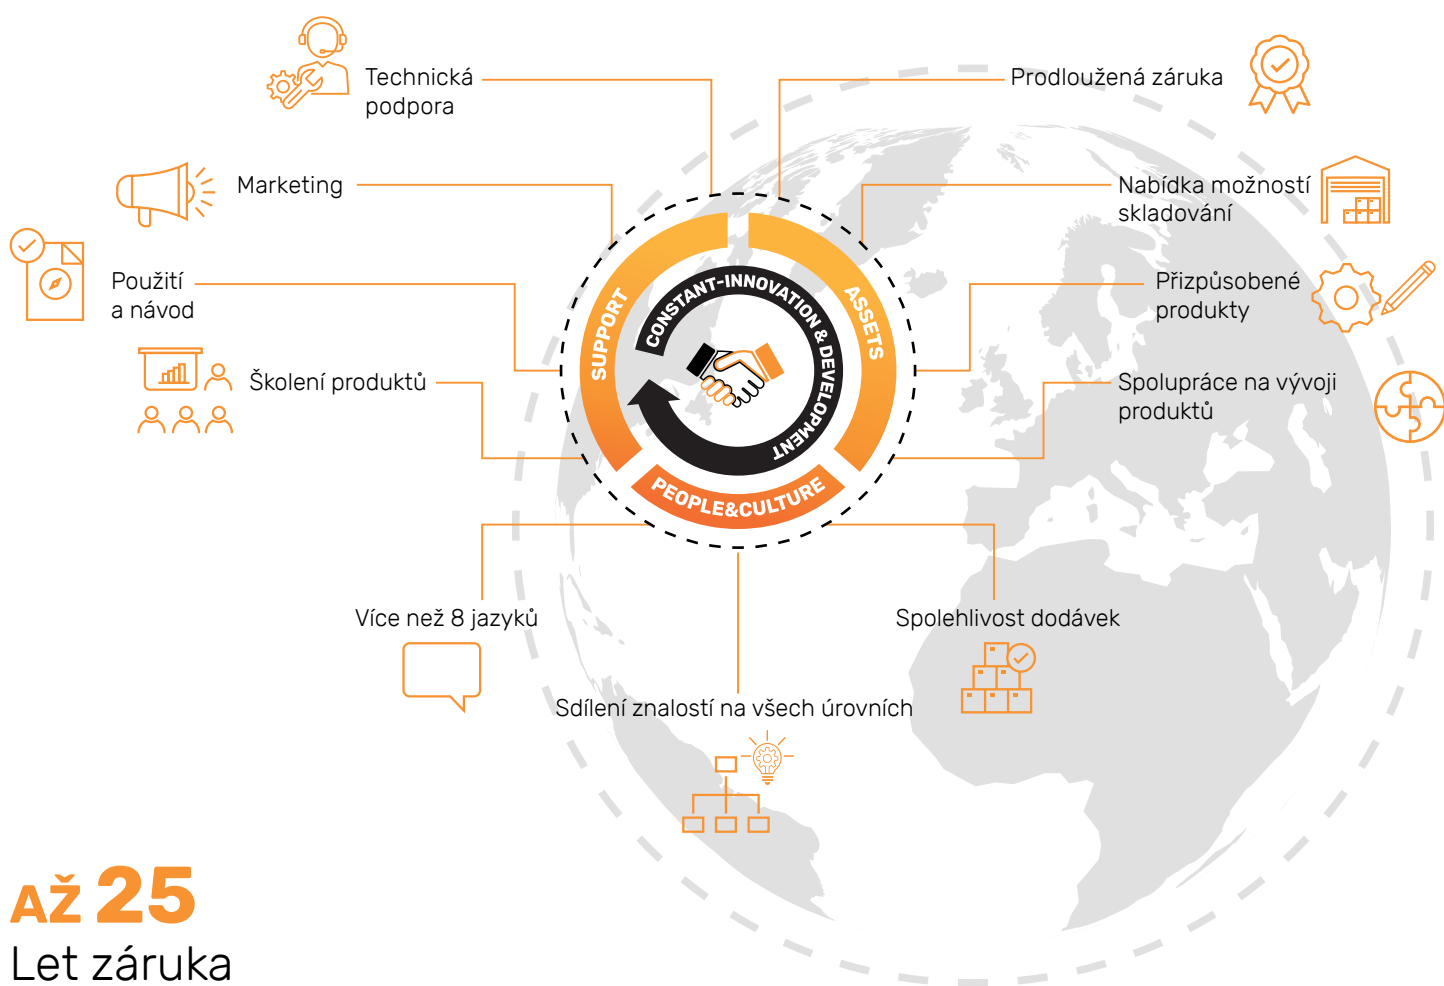 Technická
podpora
Prodloužená záruka
Marketing
Nabídka možností
skladování
Použití
a návod
Přizpůsobené
produkty
Školení produktů
Spolupráce na vývoji
produktů
SUPPORT
ASSETS
PEOPLE&CULTURE
CONSTANT-INNOVATION & DEVELOPMENT
Více než 8 jazyků
Spolehlivost dodávek
Sdílení znalostí na všech úrovních
AŽ 25
Let záruka